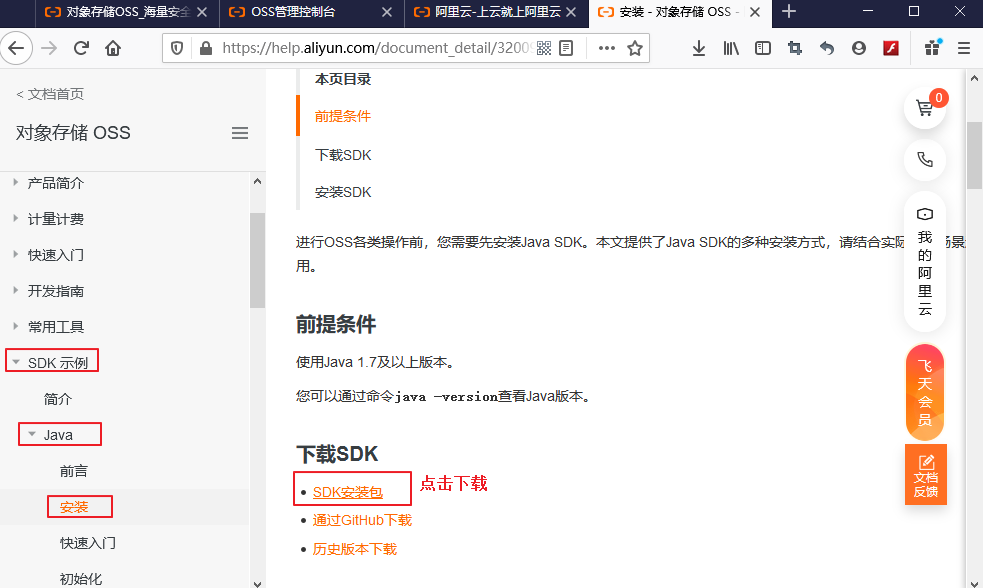 对象存储OSS_海量安全
OSS管理控制台
阿里云-上云就上阿里云
安装 - 对象存储 OSS -
https://help.aliyun.com/document_detail/3200
< 文档首页
对象存储 OSS
产品简介
计量计费
快速入门
开发指南
常用工具
SDK 示例
简介
Java
前言
安装
快速入门
初始化
本页目录
前提条件
下载SDK
安装SDK
进行OSS各类操作前，您需要先安装Java SDK。本文提供了Java SDK的多种安装方式，请结合实际 场景
用。
前提条件
使用Java 1.7及以上版本。
您可以通过命令java -version查看Java版本。
下载SDK
SDK安装包
点击下载
通过GitHub下载
历史版本下载
0
我的阿里云
飞天会员
文档
反馈